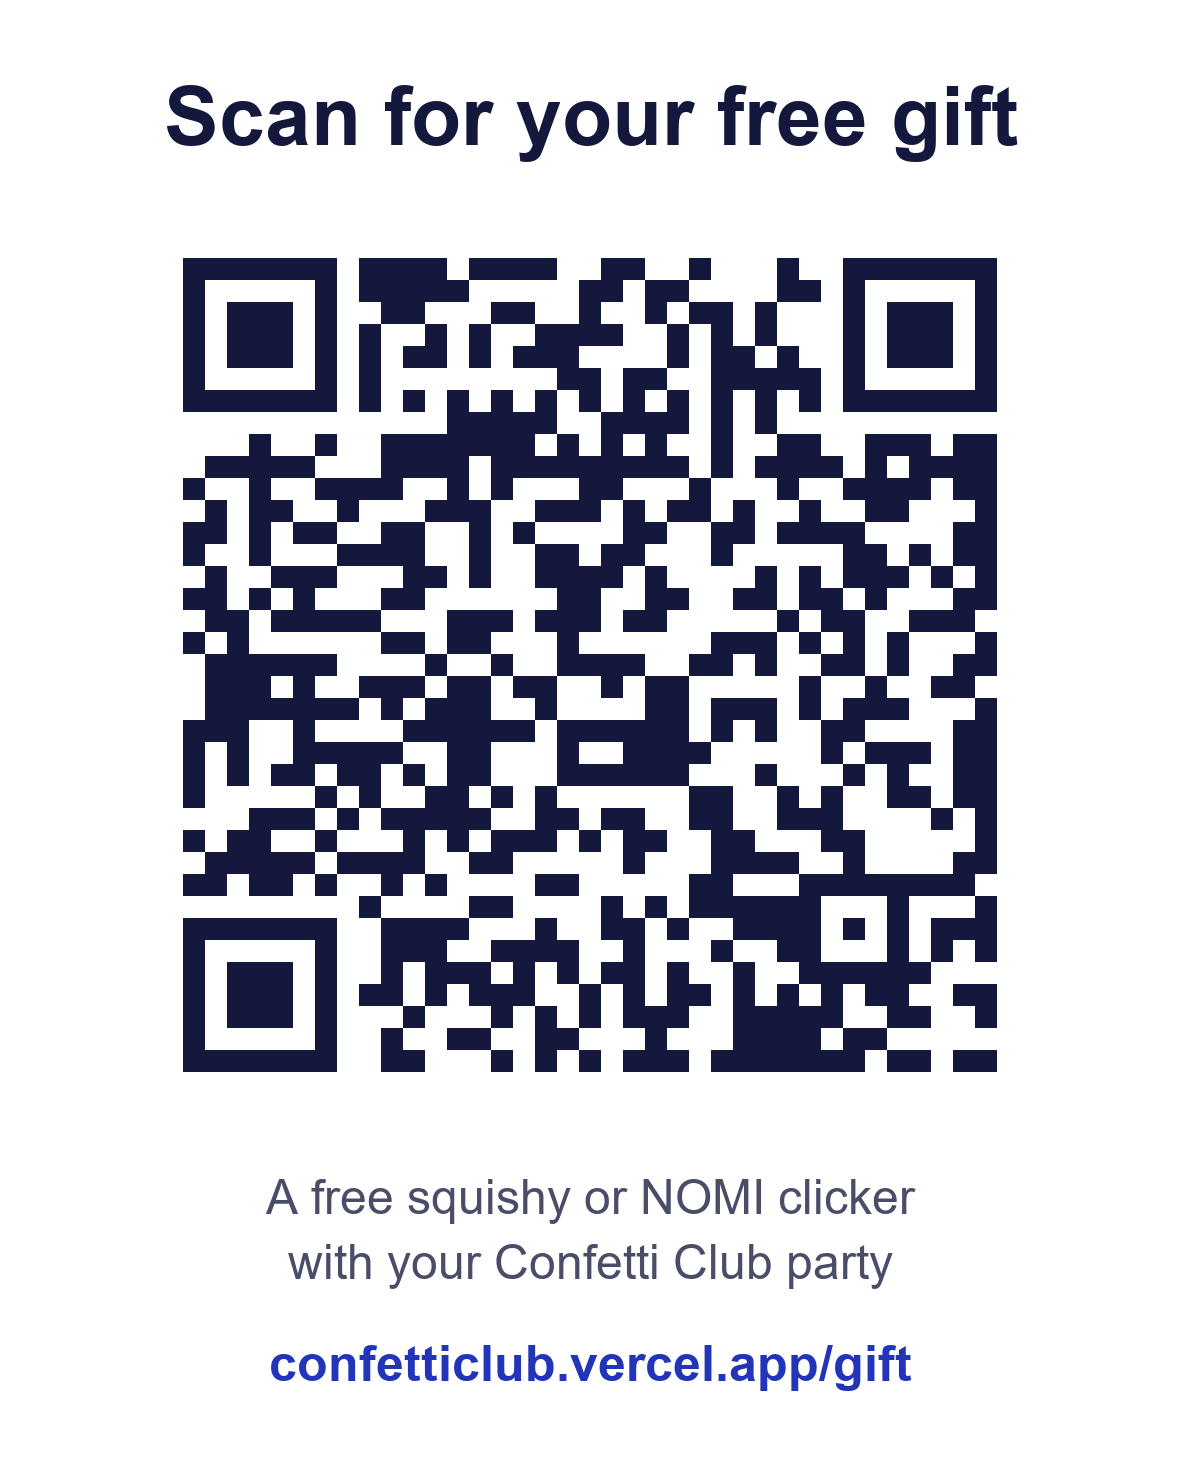 Scan for your free gift
A free squishy or NOMI clicker
with your Confetti Club party
confetticlub.vercel.app/gift